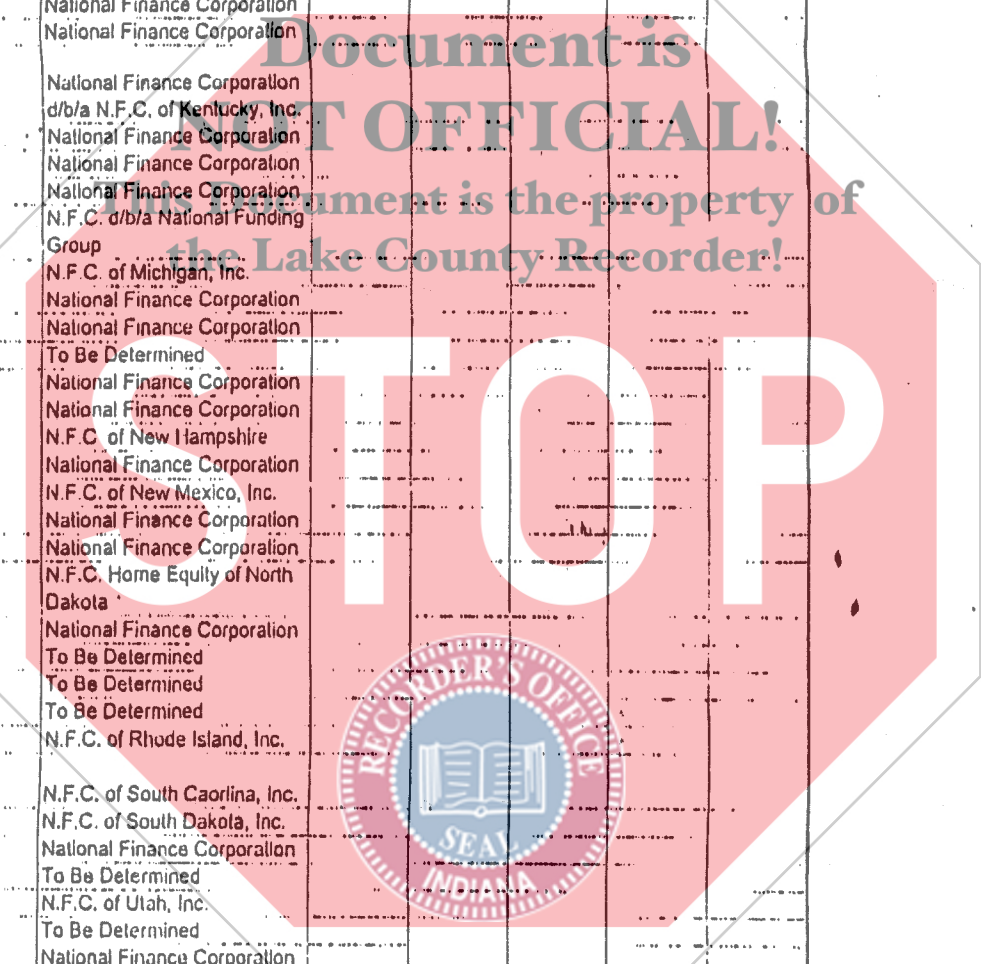 National Finance Corporation
National Finance Corporation
Document is
National Finance Corporation
d/b/a N.F.C. of Kentucky, Inc.
NOT OFFICIAL!
National Finance Corporation
National Finance Corporation
National Finance Corporation
This Document is the property of
N.F.C. d/b/a National Funding
Group
the Lake County Recorder!
N.F.C. of Michigan, Inc.
National Finance Corporation
National Finance Corporation
To Be Determined
National Finance Corporation
National Finance Corporation
N.F.C. of New Hampshire
National Finance Corporation
N.F.C. of New Mexico, Inc.
National Finance Corporation
National Finance Corporation
STOP
N.F.C. Home Equity of North
Dakota
National Finance Corporation
To Be Determined
To Be Determined
To Be Determined
N.F.C. of Rhode Island, Inc.
N.F.C. of South Caorlina, Inc.
N.F.C. of South Dakota, Inc.
National Finance Corporation
To Be Determined
N.F.C. of Utah, Inc.
To Be Determined
National Finance Corporation
RECORDER'S OFFICE
SEAL
INDIANA